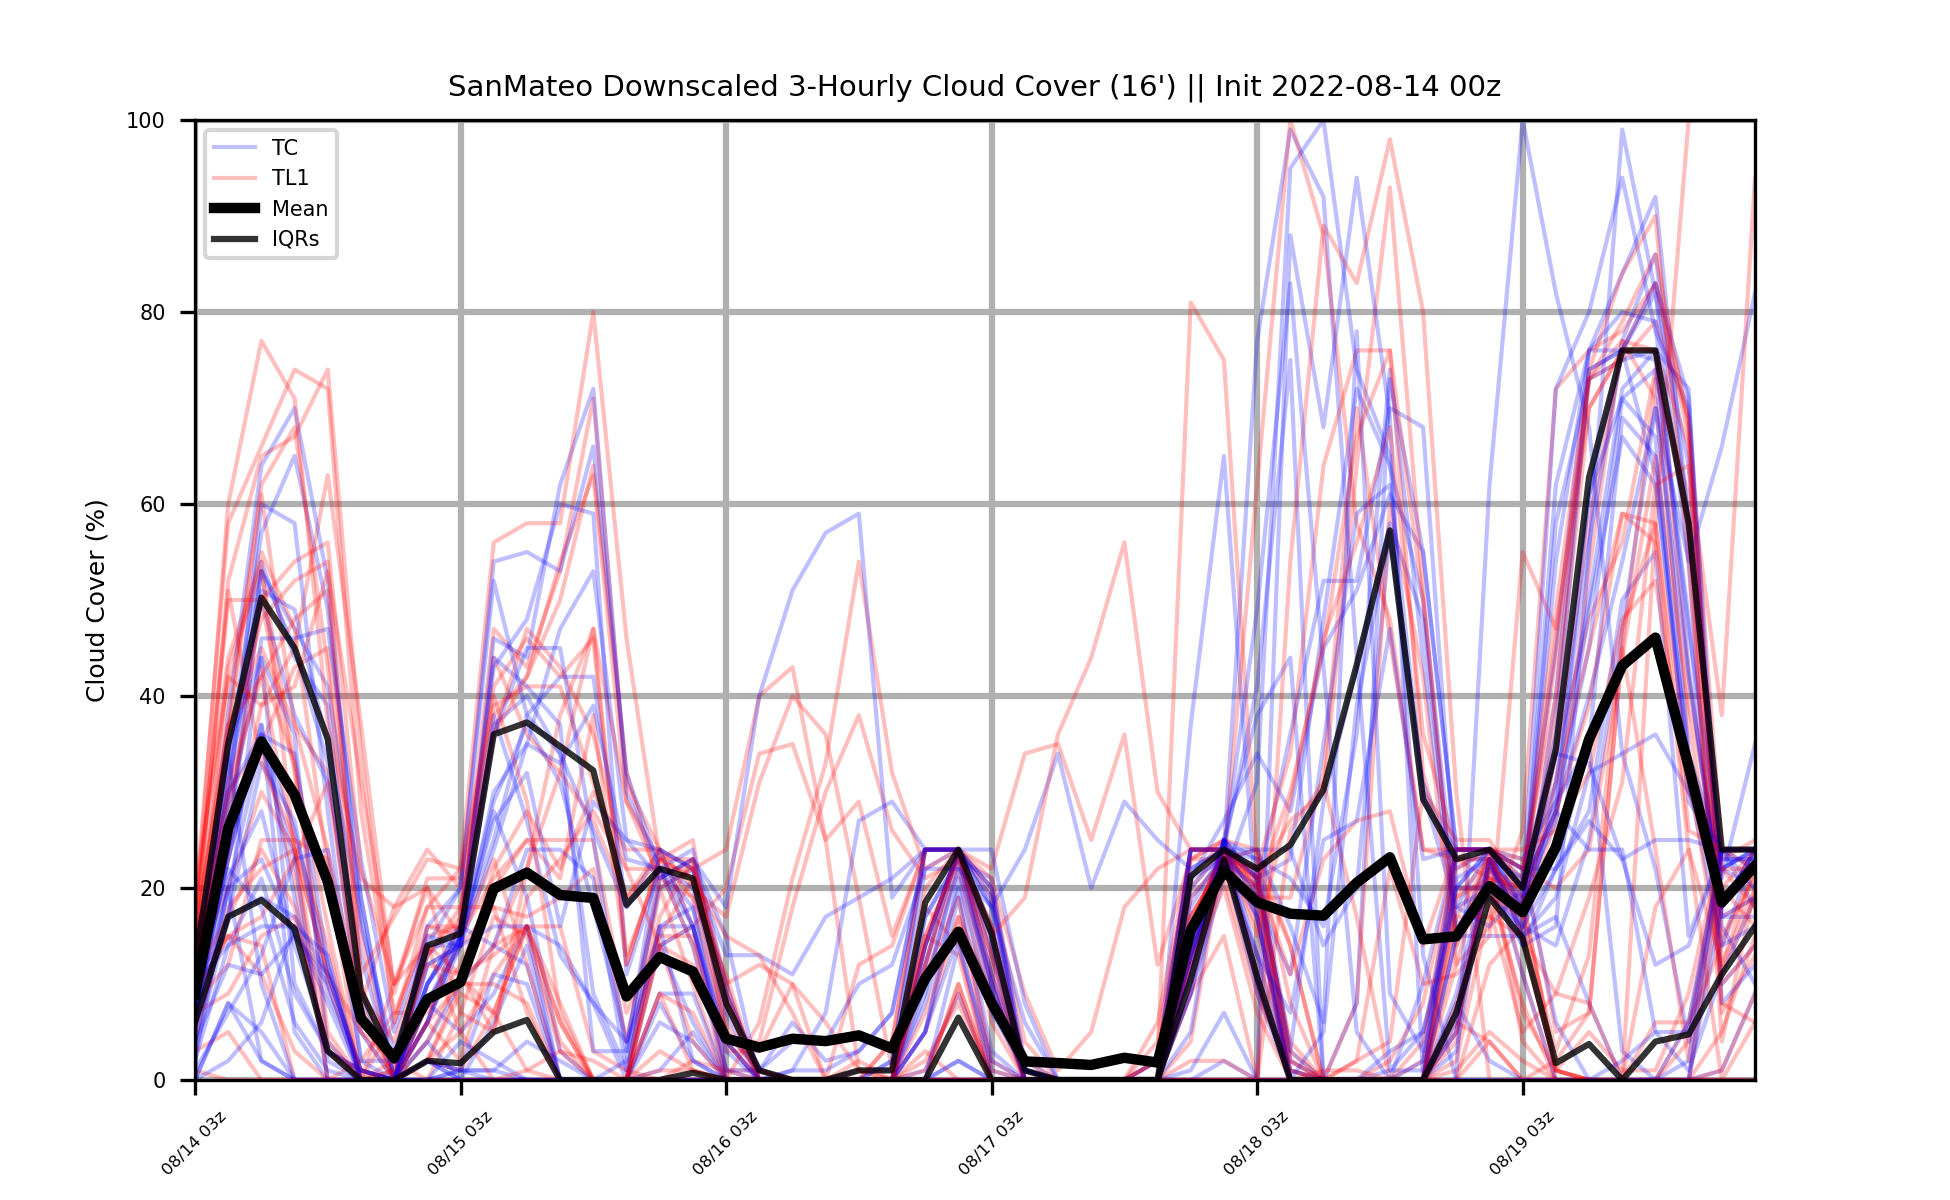 SanMateo Downscaled 3-Hourly Cloud Cover (16') || Init 2022-08-14 00z
100
80
60
40
20
0
Cloud Cover (%)
TC
TL1
Mean
IQRs
08/14 03z
08/15 03z
08/16 03z
08/17 03z
08/18 03z
08/19 03z